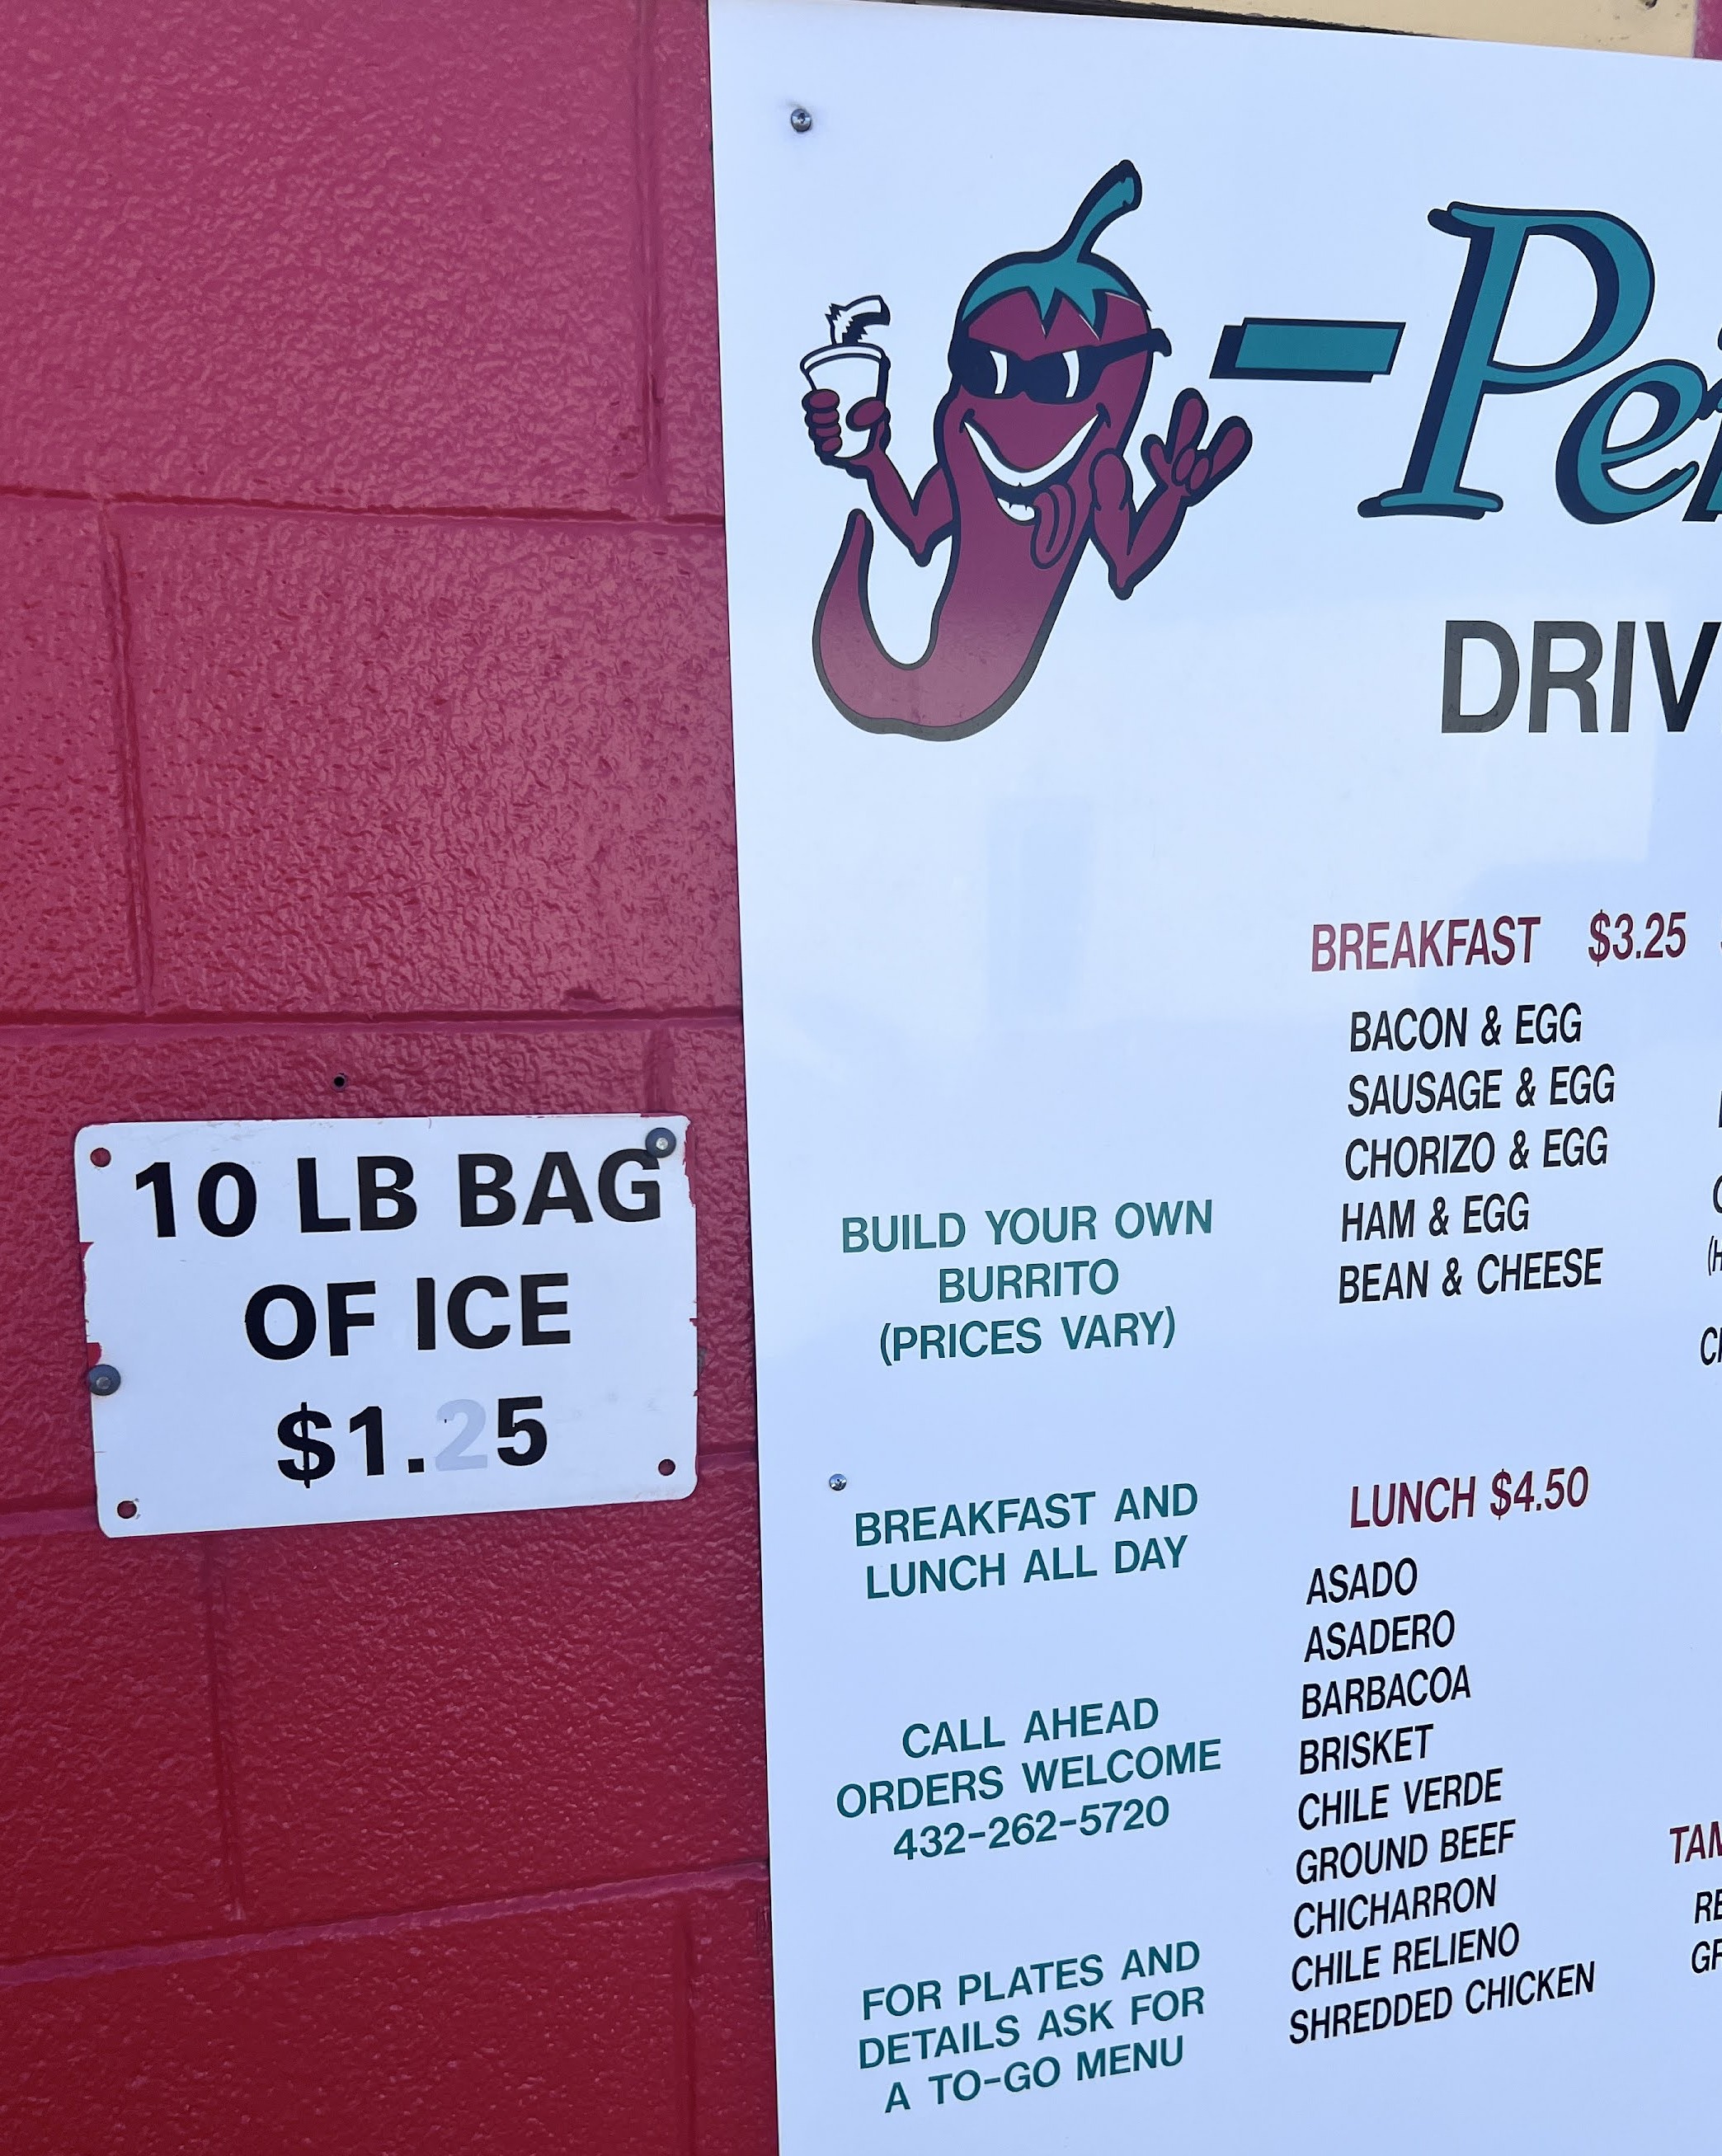 10 LB BAG
OF ICE
$1.25
BREAKFAST $3.25
BACON & EGG
SAUSAGE & EGG
CHORIZO & EGG
HAM & EGG
BEAN & CHEESE
BUILD YOUR OWN
BURRITO
(PRICES VARY)
BREAKFAST AND
LUNCH ALL DAY
CALL AHEAD
ORDERS WELCOME
432-262-5720
FOR PLATES AND
DETAILS ASK FOR
A TO-GO MENU
LUNCH $4.50
ASADO
ASADERO
BARBACOA
BRISKET
CHILE VERDE
GROUND BEEF
CHICHARRON
CHILE RELIENO
SHREDDED CHICKEN